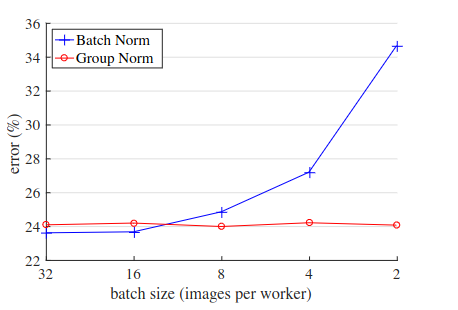 36
34
32
30
28
26
24
22
error (%)
Batch Norm
Group Norm
32 16 8 4 2
batch size (images per worker)